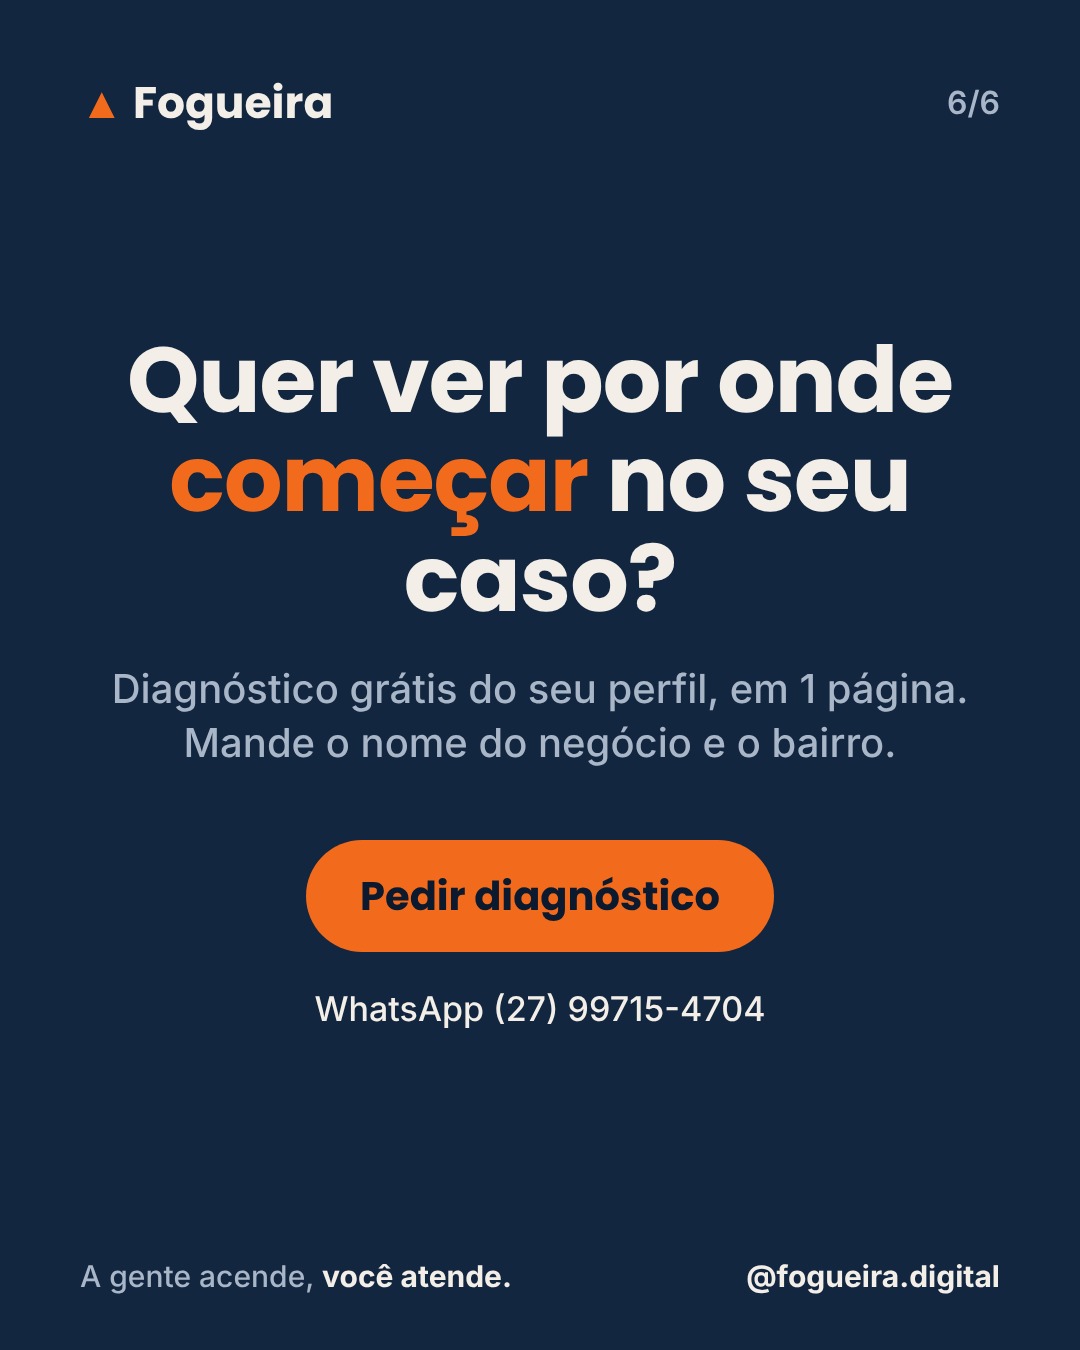 ▲ Fogueira
6/6
Quer ver por onde
começar no seu
caso?
Diagnóstico grátis do seu perfil, em 1 página.
Mande o nome do negócio e o bairro.
Pedir diagnóstico
WhatsApp (27) 99715-4704
A gente acende, você atende.
@fogueira.digital